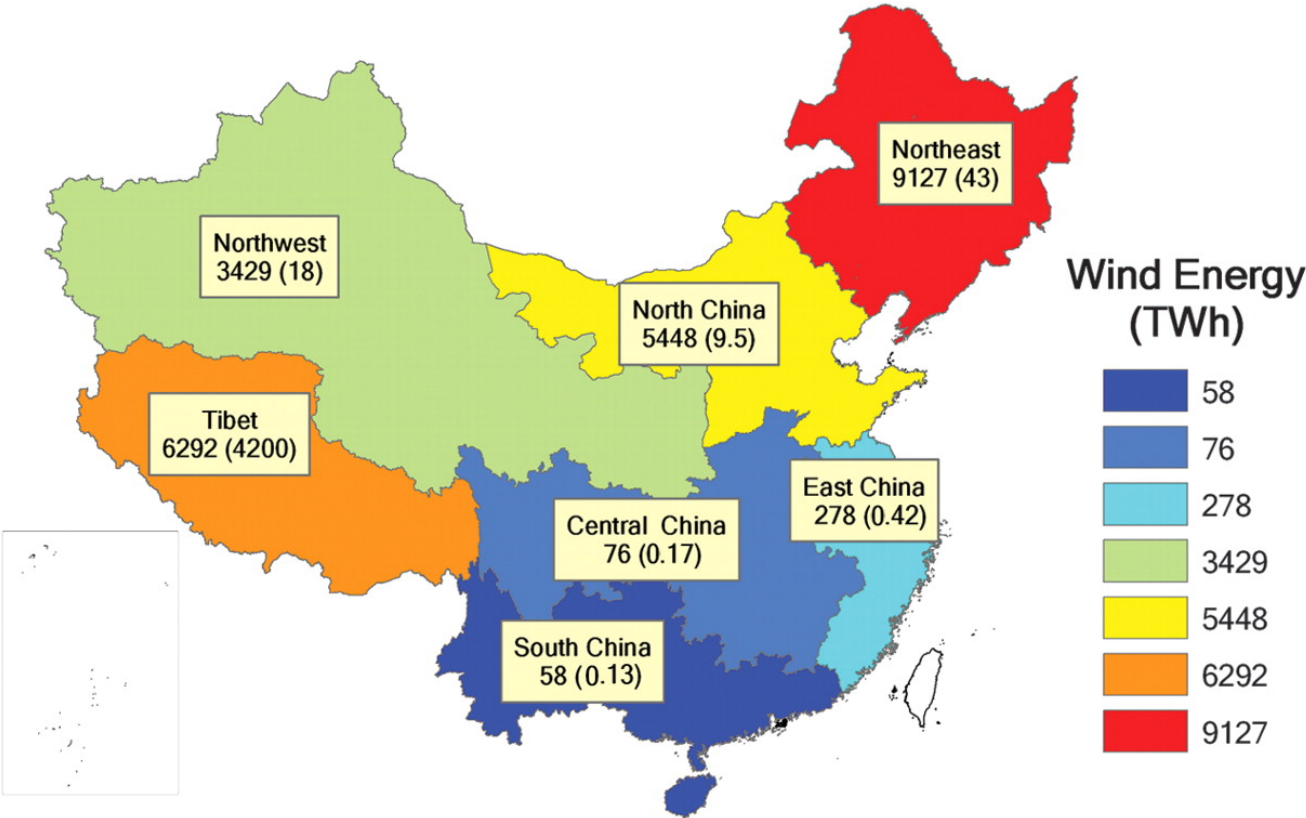 Northeast
9127 (43)
Northwest
3429 (18)
North China
5448 (9.5)
Tibet
6292 (4200)
East China
278 (0.42)
Central China
76 (0.17)
South China
58 (0.13)
Wind Energy
(TWh)
58
76
278
3429
5448
6292
9127